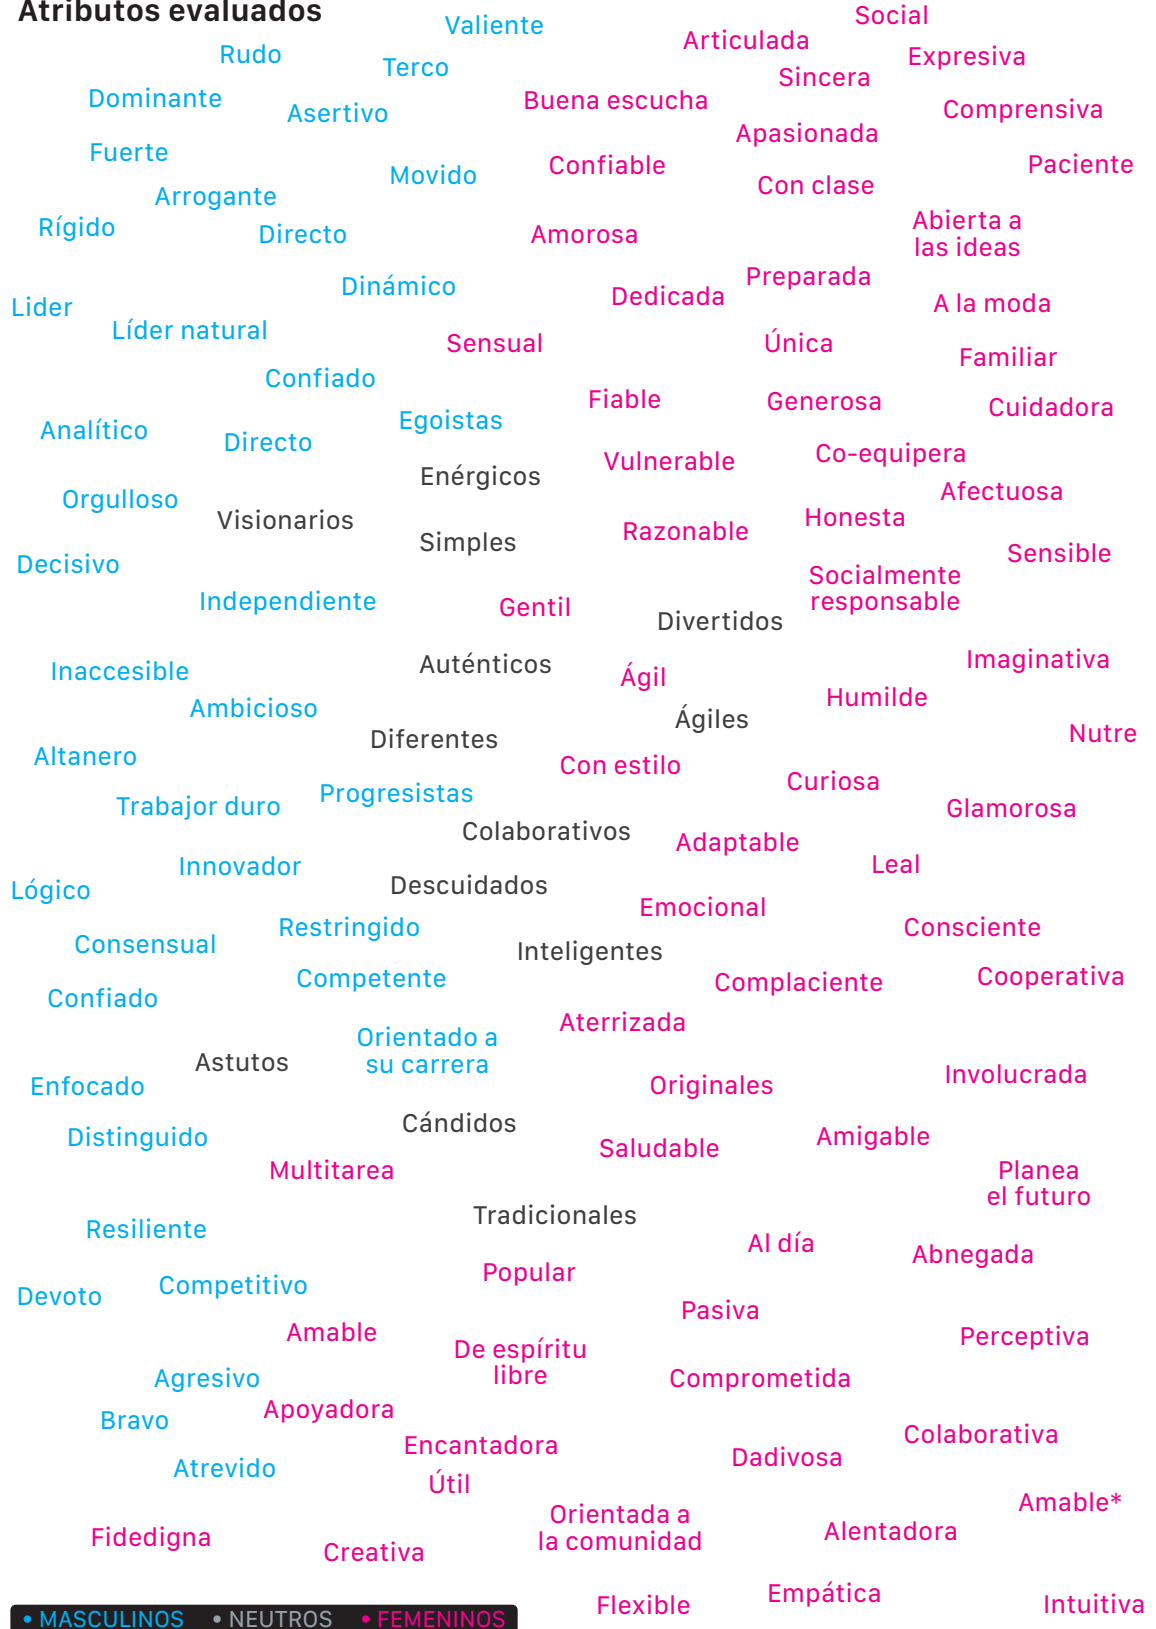 Atributos evaluados
Social
Valiente
Articulada
Rudo
Expresiva
Terco
Sincera
Dominante
Buena escucha
Comprensiva
Asertivo
Apasionada
Fuerte
Confiable
Paciente
Movido
Con clase
Arrogante
Abierta a
las ideas
Rígido
Directo
Amorosa
Preparada
Dinámico
Dedicada
A la moda
Lider
Líder natural
Sensual
Única
Familiar
Confiado
Fiable
Generosa
Cuidadora
Egoistas
Analítico
Directo
Co-equipera
Vulnerable
Enérgicos
Afectuosa
Orgulloso
Honesta
Visionarios
Razonable
Simples
Sensible
Decisivo
Socialmente
responsable
Independiente
Gentil
Divertidos
Imaginativa
Auténticos
Inaccesible
Ágil
Humilde
Ambicioso
Ágiles
Nutre
Diferentes
Altanero
Con estilo
Curiosa
Progresistas
Trabajor duro
Glamorosa
Colaborativos
Adaptable
Leal
Innovador
Descuidados
Lógico
Emocional
Restringido
Consciente
Consensual
Inteligentes
Cooperativa
Competente
Complaciente
Confiado
Aterrizada
Orientado a
su carrera
Astutos
Involucrada
Enfocado
Originales
Cándidos
Distinguido
Amigable
Saludable
Multitarea
Planea
el futuro
Tradicionales
Resiliente
Al día
Abnegada
Popular
Competitivo
Devoto
Pasiva
Amable
Perceptiva
De espíritu
libre
Agresivo
Comprometida
Apoyadora
Bravo
Colaborativa
Encantadora
Dadivosa
Atrevido
Útil
Amable*
Orientada a
la comunidad
Alentadora
Fidedigna
Creativa
Empática
Flexible
Intuitiva
• MASCULINOS • NEUTROS • FEMENINOS